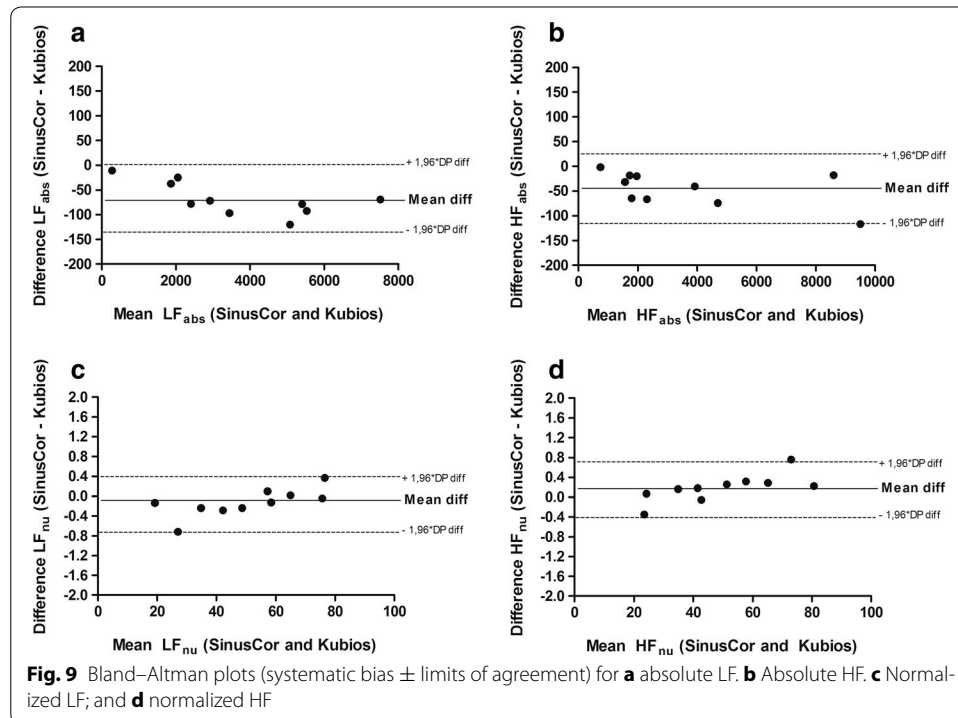 a
Difference LFabs (SinusCor - Kubios)
200
150
100
50
0
-50
-100
-150
-200
+ 1,96*DP diff
Mean diff
- 1,96*DP diff
0 2000 4000 6000 8000
Mean LFabs (SinusCor and Kubios)
b
Difference HFabs (SinusCor - Kubios)
200
150
100
50
0
-50
-100
-150
-200
+ 1,96*DP diff
Mean diff
- 1,96*DP diff
0 2000 4000 6000 8000 10000
Mean HFabs (SinusCor and Kubios)
c
Difference LFnu (SinusCor - Kubios)
2.0
1.6
1.2
0.8
0.4
0.0
-0.4
-0.8
-1.2
-1.6
-2.0
+ 1,96*DP diff
Mean diff
- 1,96*DP diff
0 20 40 60 80 100
Mean LFnu (SinusCor and Kubios)
d
Difference HFnu (SinusCor - Kubios)
2.0
1.6
1.2
0.8
0.4
0.0
-0.4
-0.8
-1.2
-1.6
-2.0
+ 1,96*DP diff
Mean diff
- 1,96*DP diff
0 20 40 60 80 100
Mean HFnu (SinusCor and Kubios)
Fig. 9 Bland–Altman plots (systematic bias ± limits of agreement) for a absolute LF. b Absolute HF. c Normal-
ized LF; and d normalized HF